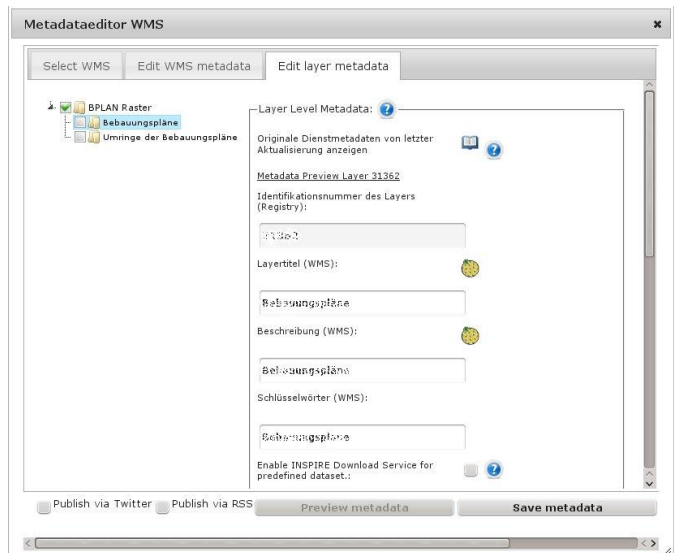 Metadataeditor WMS
Select WMS
Edit WMS metadata
Edit layer metadata
BPLAN Raster
Bebauungspläne
Umringe der Bebauungspläne
Layer Level Metadata:
Originale Dienstmetadaten von letzter
Aktualisierung anzeigen
Metadata Preview Layer 31362
Identifikationsnummer des Layers
(Registry):
31362
Layertitel (WMS):
Bebauungspläne
Beschreibung (WMS):
Bebauungspläne
Schlüsselwörter (WMS):
Bebauungspläne
Enable INSPIRE Download Service for
predefined dataset.:
Publish via Twitter
Publish via RSS
Preview metadata
Save metadata